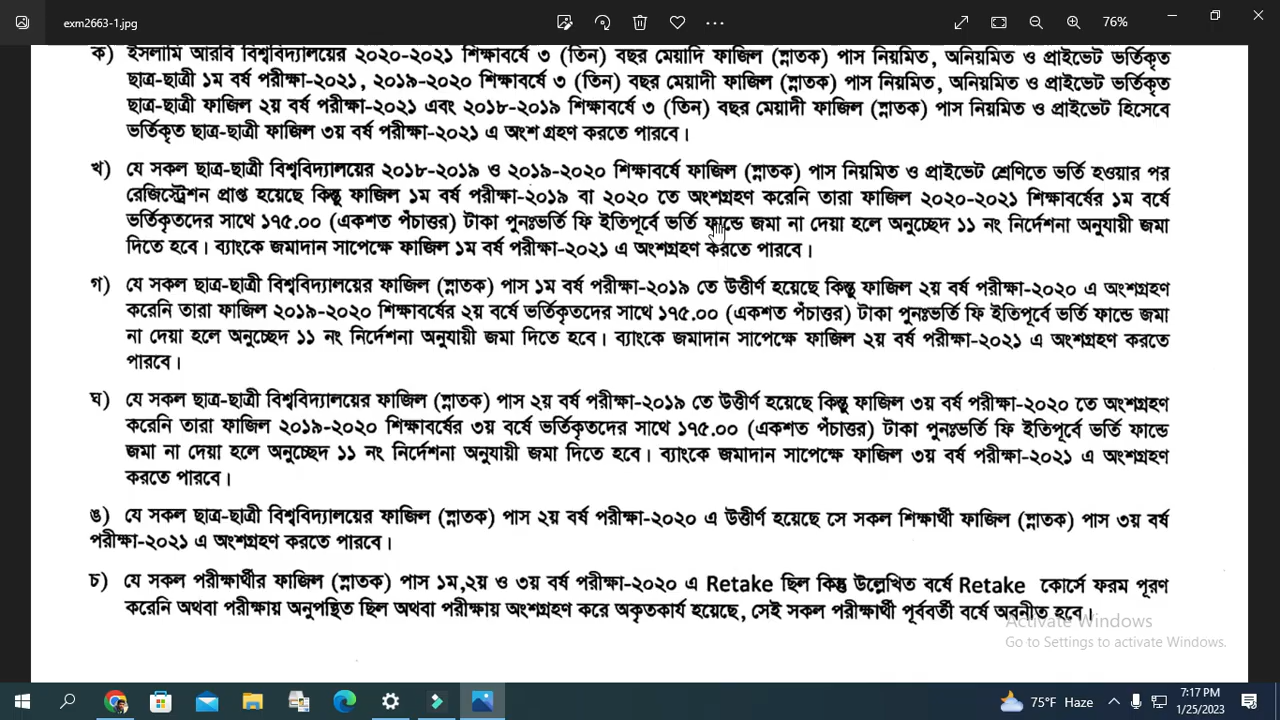 exm2663-1.jpg
76%
ক) ইসলামি আরবি বিশ্ববিদ্যালয়ের ২০২০-২০২১ শিক্ষাবর্ষে ৩ (তিন) বছর মেয়াদি ফাজিল (স্নাতক) পাস নিয়মিত, অনিয়মিত ও প্রাইভেট ভর্তিকৃত
ছাত্র-ছাত্রী ১ম বর্ষ পরীক্ষা-২০২১, ২০১৯-২০২০ শিক্ষাবর্ষে ৩ (তিন) বছর মেয়াদী ফাজিল (স্নাতক) পাস নিয়মিত, অনিয়মিত ও প্রাইভেট ভর্তিকৃত
ছাত্র-ছাত্রী ফাজিল ২য় বর্ষ পরীক্ষা-২০২১ এবং ২০১৮-২০১৯ শিক্ষাবর্ষে ৩ (তিন) বছর মেয়াদী ফাজিল (স্নাতক) পাস নিয়মিত ও প্রাইভেট হিসেবে
ভর্তিকৃত ছাত্র-ছাত্রী ফাজিল ৩য় বর্ষ পরীক্ষা-২০২১ এ অংশ গ্রহণ করতে পারবে।
খ) যে সকল ছাত্র-ছাত্রী বিশ্ববিদ্যালয়ের ২০১৮-২০১৯ ও ২০১৯-২০২০ শিক্ষাবর্ষে ফাজিল (স্নাতক) পাস নিয়মিত ও প্রাইভেট শ্রেণিতে ভর্তি হওয়ার পর
রেজিস্ট্রেশন প্রাপ্ত হয়েছে কিন্তু ফাজিল ১ম বর্ষ পরীক্ষা-২০১৯ বা ২০২০ তে অংশগ্রহণ করেনি তারা ফাজিল ২০২০-২০২১ শিক্ষাবর্ষের ১ম বর্ষে
ভর্তিকৃতদের সাথে ১৭৫.০০ (একশত পঁচাত্তর) টাকা পুনঃভর্তি ফি ইতিপূর্বে ভর্তি ফান্ডে জমা না দেয়া হলে অনুচ্ছেদ ১১ নং নির্দেশনা অনুযায়ী জমা
দিতে হবে। ব্যাংকে জমাদান সাপেক্ষে ফাজিল ১ম বর্ষ পরীক্ষা-২০২১ এ অংশগ্রহণ করতে পারবে।
গ) যে সকল ছাত্র-ছাত্রী বিশ্ববিদ্যালয়ের ফাজিল (স্নাতক) পাস ১ম বর্ষ পরীক্ষা-২০১৯ তে উত্তীর্ণ হয়েছে কিন্তু ফাজিল ২য় বর্ষ পরীক্ষা-২০২০ এ অংশগ্রহণ
করেনি তারা ফাজিল ২০১৯-২০২০ শিক্ষাবর্ষের ২য় বর্ষে ভর্তিকৃতদের সাথে ১৭৫.০০ (একশত পঁচাত্তর) টাকা পুনঃভর্তি ফি ইতিপূর্বে ভর্তি ফান্ডে জমা
না দেয়া হলে অনুচ্ছেদ ১১ নং নির্দেশনা অনুযায়ী জমা দিতে হবে। ব্যাংকে জমাদান সাপেক্ষে ফাজিল ২য় বর্ষ পরীক্ষা-২০২১ এ অংশগ্রহণ করতে
পারবে।
ঘ) যে সকল ছাত্র-ছাত্রী বিশ্ববিদ্যালয়ের ফাজিল (স্নাতক) পাস ২য় বর্ষ পরীক্ষা-২০১৯ তে উত্তীর্ণ হয়েছে কিন্তু ফাজিল ৩য় বর্ষ পরীক্ষা-২০২০ তে অংশগ্রহণ
করেনি তারা ফাজিল ২০১৯-২০২০ শিক্ষাবর্ষের ৩য় বর্ষে ভর্তিকৃতদের সাথে ১৭৫.০০ (একশত পঁচাত্তর) টাকা পুনঃভর্তি ফি ইতিপূর্বে ভর্তি ফান্ডে
জমা না দেয়া হলে অনুচ্ছেদ ১১ নং নির্দেশনা অনুযায়ী জমা দিতে হবে। ব্যাংকে জমাদান সাপেক্ষে ফাজিল ৩য় বর্ষ পরীক্ষা-২০২১ এ অংশগ্রহণ
করতে পারবে।
ঙ) যে সকল ছাত্র-ছাত্রী বিশ্ববিদ্যালয়ের ফাজিল (স্নাতক) পাস ২য় বর্ষ পরীক্ষা-২০২০ এ উত্তীর্ণ হয়েছে সে সকল শিক্ষার্থী ফাজিল (স্নাতক) পাস ৩য় বর্ষ
পরীক্ষা-২০২১ এ অংশগ্রহণ করতে পারবে।
চ) যে সকল পরীক্ষার্থীর ফাজিল (স্নাতক) পাস ১ম,২য় ও ৩য় বর্ষ পরীক্ষা-২০২০ এ Retake ছিল কিন্তু উল্লেখিত বর্ষে Retake কোর্সে ফরম পূরণ
করেনি অথবা পরীক্ষায় অনুপস্থিত ছিল অথবা পরীক্ষায় অংশগ্রহণ করে অকৃতকার্য হয়েছে, সেই সকল পরীক্ষার্থী পূর্ববর্তী বর্ষে অবনীত হবে।
Activate Windows
Go to Settings to activate Windows.
75°F Haze
7:17 PM
1/25/2023